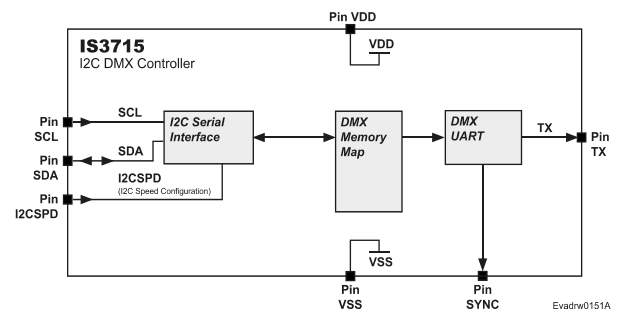 Pin VDD
IS3715
I2C DMX Controller
VDD
Pin
SCL
SCL
I2C Serial
Interface
DMX
Memory
Map
DMX
UART
TX
Pin
TX
Pin
SDA
SDA
I2CSPD
(I2C Speed Configuration)
Pin
I2CSPD
VSS
Pin
VSS
Pin
SYNC
Evadrw0151A